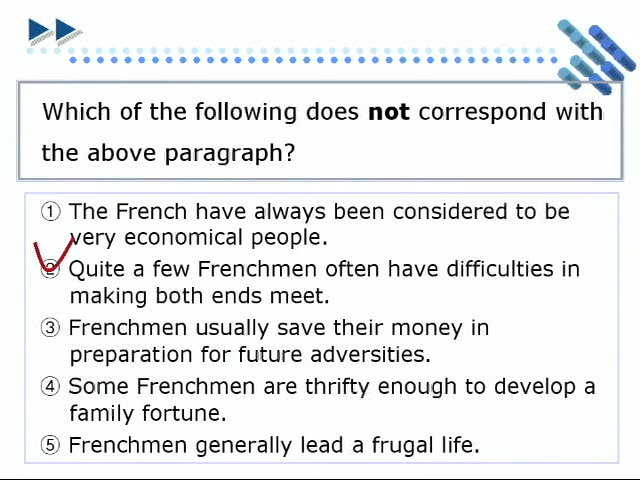 Which of the following does not correspond with
the above paragraph?
① The French have always been considered to be
very economical people.
② Quite a few Frenchmen often have difficulties in
making both ends meet.
③ Frenchmen usually save their money in
preparation for future adversities.
④ Some Frenchmen are thrifty enough to develop a
family fortune.
⑤ Frenchmen generally lead a frugal life.